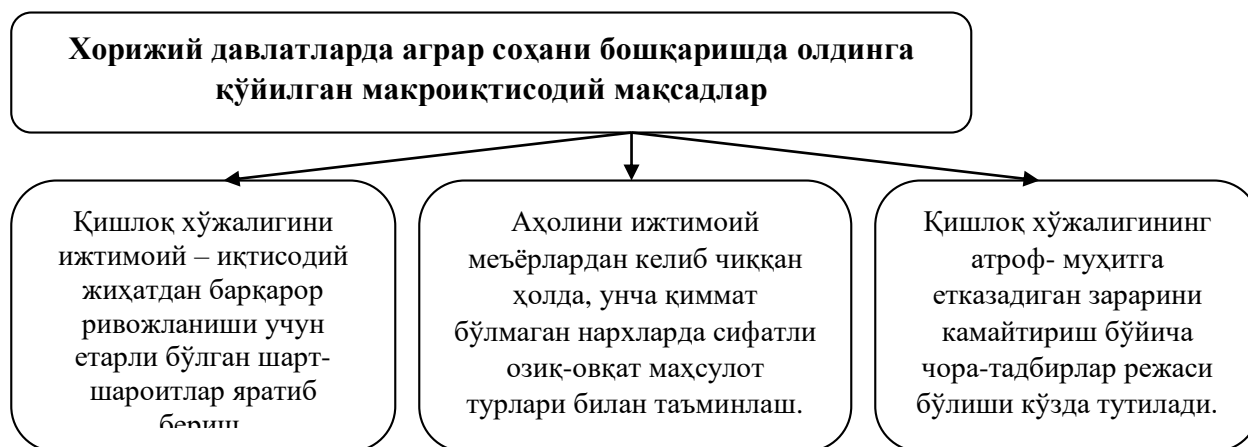 Хорижий давлатларда аграр соҳани бошқаришда олдинга
қўйилган макроиқтисодий мақсадлар
Қишлоқ хўжалигини
ижтимоий – иқтисодий
жиҳатдан барқарор
ривожланиши учун
етарли бўлган шарт-
шароитлар яратиб
бериш
Аҳолини ижтимоий
меъёрлардан келиб чиққан
ҳолда, унча қиммат
бўлмаган нархларда сифатли
озиқ-овқат маҳсулот
турлари билан таъминлаш.
Қишлоқ хўжалигининг
атроф- муҳитга
етказадиган зарарини
камайтириш бўйича
чора-тадбирлар режаси
бўлиши кўзда тутилади.